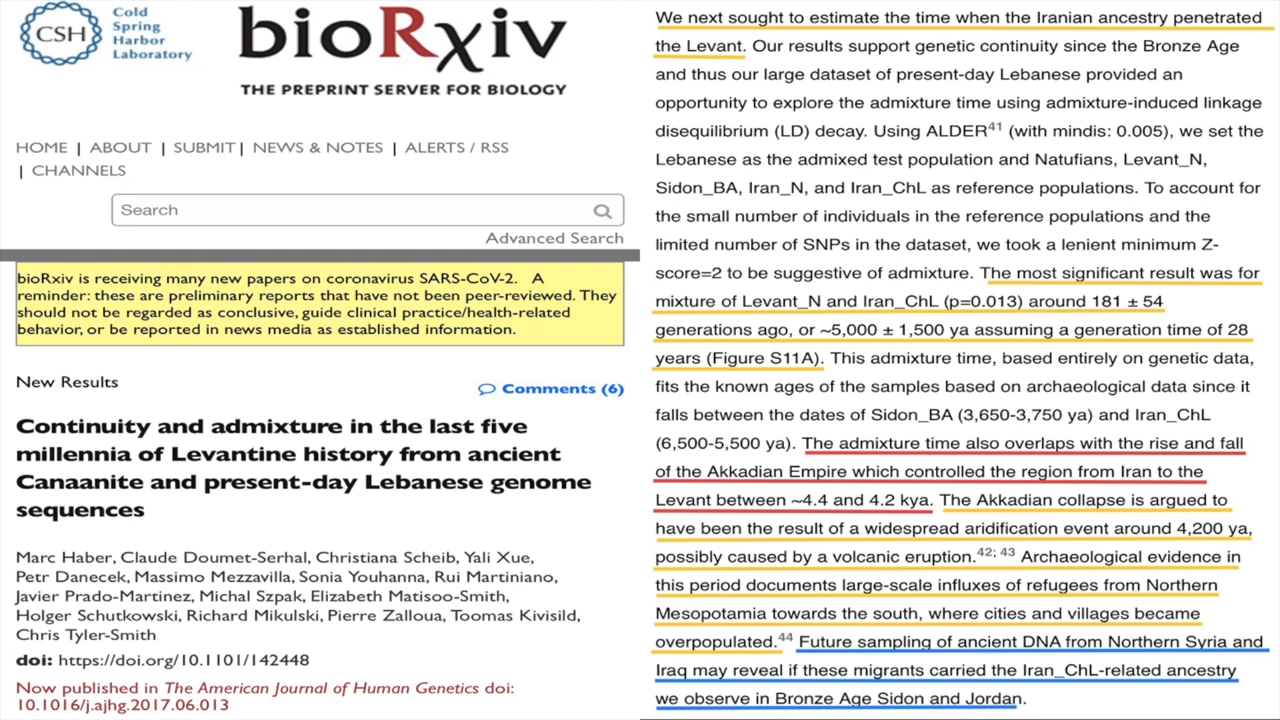 CSH
Cold
Spring
Harbor
Laboratory
bioRxiv
THE PREPRINT SERVER FOR BIOLOGY
HOME | ABOUT | SUBMIT | NEWS & NOTES | ALERTS / RSS
| CHANNELS
Search
Advanced Search
bioRxiv is receiving many new papers on coronavirus SARS-CoV-2. A
reminder: these are preliminary reports that have not been peer-reviewed. They
should not be regarded as conclusive, guide clinical practice/health-related
behavior, or be reported in news media as established information.
New Results
Comments (6)
Continuity and admixture in the last five
millennia of Levantine history from ancient
Canaanite and present-day Lebanese genome
sequences
Marc Haber, Claude Doumet-Serhal, Christiana Scheib, Yali Xue,
Petr Danecek, Massimo Mezzavilla, Sonia Youhanna, Rui Martiniano,
Javier Prado-Martinez, Michal Szpak, Elizabeth Matisoo-Smith,
Holger Schutkowski, Richard Mikulski, Pierre Zalloua, Toomas Kivisild,
Chris Tyler-Smith
doi: https://doi.org/10.1101/142448
Now published in The American Journal of Human Genetics doi:
10.1016/j.ajhg.2017.06.013
We next sought to estimate the time when the Iranian ancestry penetrated
the Levant. Our results support genetic continuity since the Bronze Age
and thus our large dataset of present-day Lebanese provided an
opportunity to explore the admixture time using admixture-induced linkage
disequilibrium (LD) decay. Using ALDER41 (with mindis: 0.005), we set the
Lebanese as the admixed test population and Natufians, Levant_N,
Sidon_BA, Iran_N, and Iran_ChL as reference populations. To account for
the small number of individuals in the reference populations and the
limited number of SNPs in the dataset, we took a lenient minimum Z-
score=2 to be suggestive of admixture. The most significant result was for
mixture of Levant_N and Iran_ChL (p=0.013) around 181 ± 54
generations ago, or ~5,000 ± 1,500 ya assuming a generation time of 28
years (Figure S11A). This admixture time, based entirely on genetic data,
fits the known ages of the samples based on archaeological data since it
falls between the dates of Sidon_BA (3,650-3,750 ya) and Iran_ChL
(6,500-5,500 ya). The admixture time also overlaps with the rise and fall
of the Akkadian Empire which controlled the region from Iran to the
Levant between ~4.4 and 4.2 kya. The Akkadian collapse is argued to
have been the result of a widespread aridification event around 4,200 ya,
possibly caused by a volcanic eruption.42; 43 Archaeological evidence in
this period documents large-scale influxes of refugees from Northern
Mesopotamia towards the south, where cities and villages became
overpopulated.44 Future sampling of ancient DNA from Northern Syria and
Iraq may reveal if these migrants carried the Iran_ChL-related ancestry
we observe in Bronze Age Sidon and Jordan.